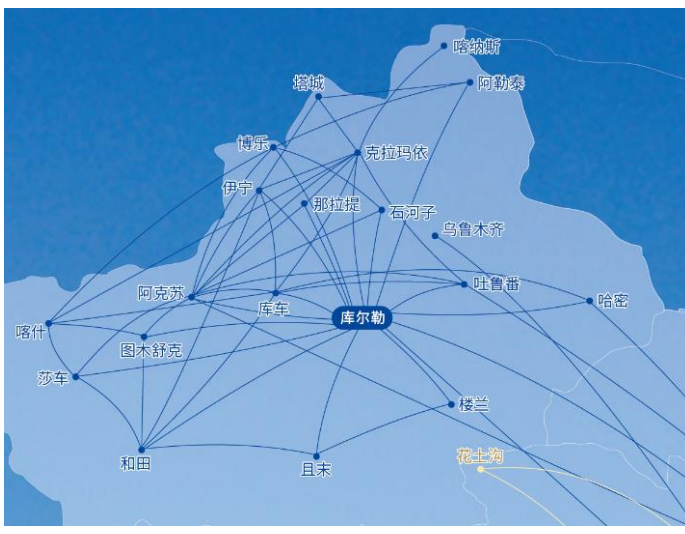 喀纳斯
阿勒泰
塔城
博乐
克拉玛依
伊宁
那拉提
石河子
乌鲁木齐
阿克苏
库车
吐鲁番
哈密
库尔勒
喀什
图木舒克
莎车
楼兰
和田
且末
花土沟